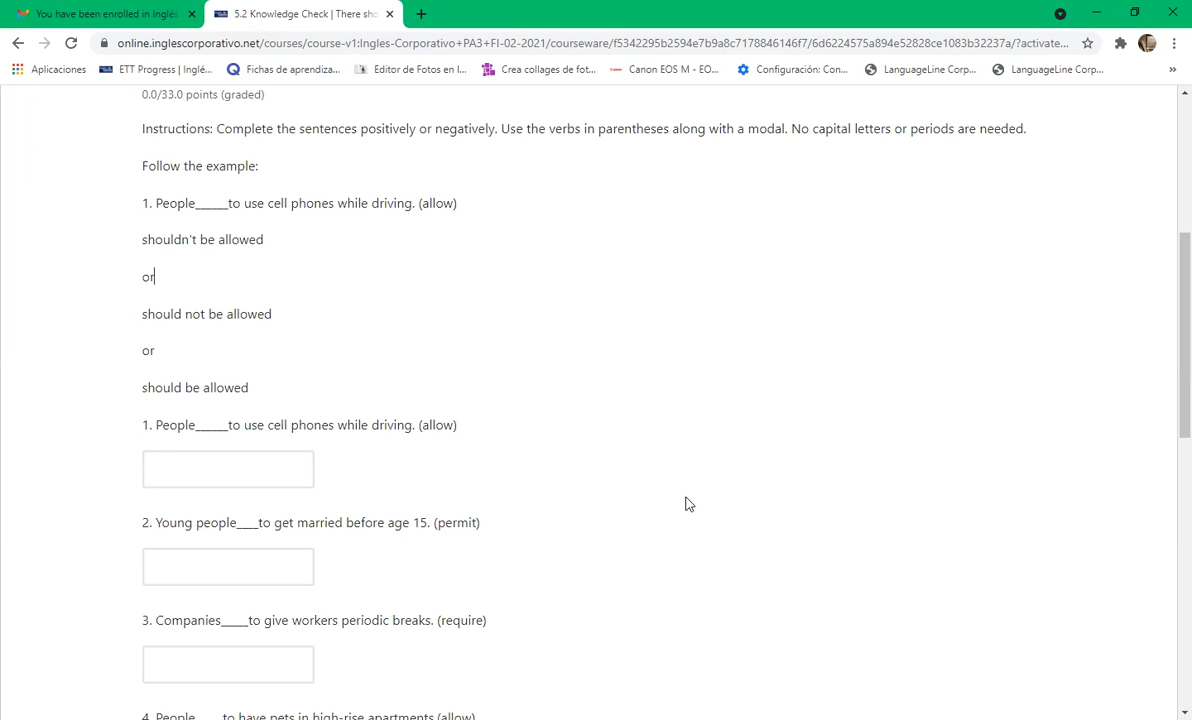 You have been enrolled in Inglés
5.2 Knowledge Check | There sho
online.inglescorporativo.net/courses/course-v1:Ingles-Corporativo+PA3+FI-02-2021/courseware/f5342295b2594e7b9a8c7178846146f7/6d6224575a894e52828ce1083b32237a/?activate...
Aplicaciones
ETT Progress | Inglé...
Fichas de aprendiza...
Editor de Fotos en l...
Crea collages de fot...
Canon EOS M - EO...
Configuración: Con...
LanguageLine Corp...
LanguageLine Corp...
»
0.0/33.0 points (graded)
Instructions: Complete the sentences positively or negatively. Use the verbs in parentheses along with a modal. No capital letters or periods are needed.
Follow the example:
1. People______to use cell phones while driving. (allow)
shouldn't be allowed
or
should not be allowed
or
should be allowed
1. People______to use cell phones while driving. (allow)
2. Young people____to get married before age 15. (permit)
3. Companies_____to give workers periodic breaks. (require)
4. People____to have pets in high-rise apartments.(allow)